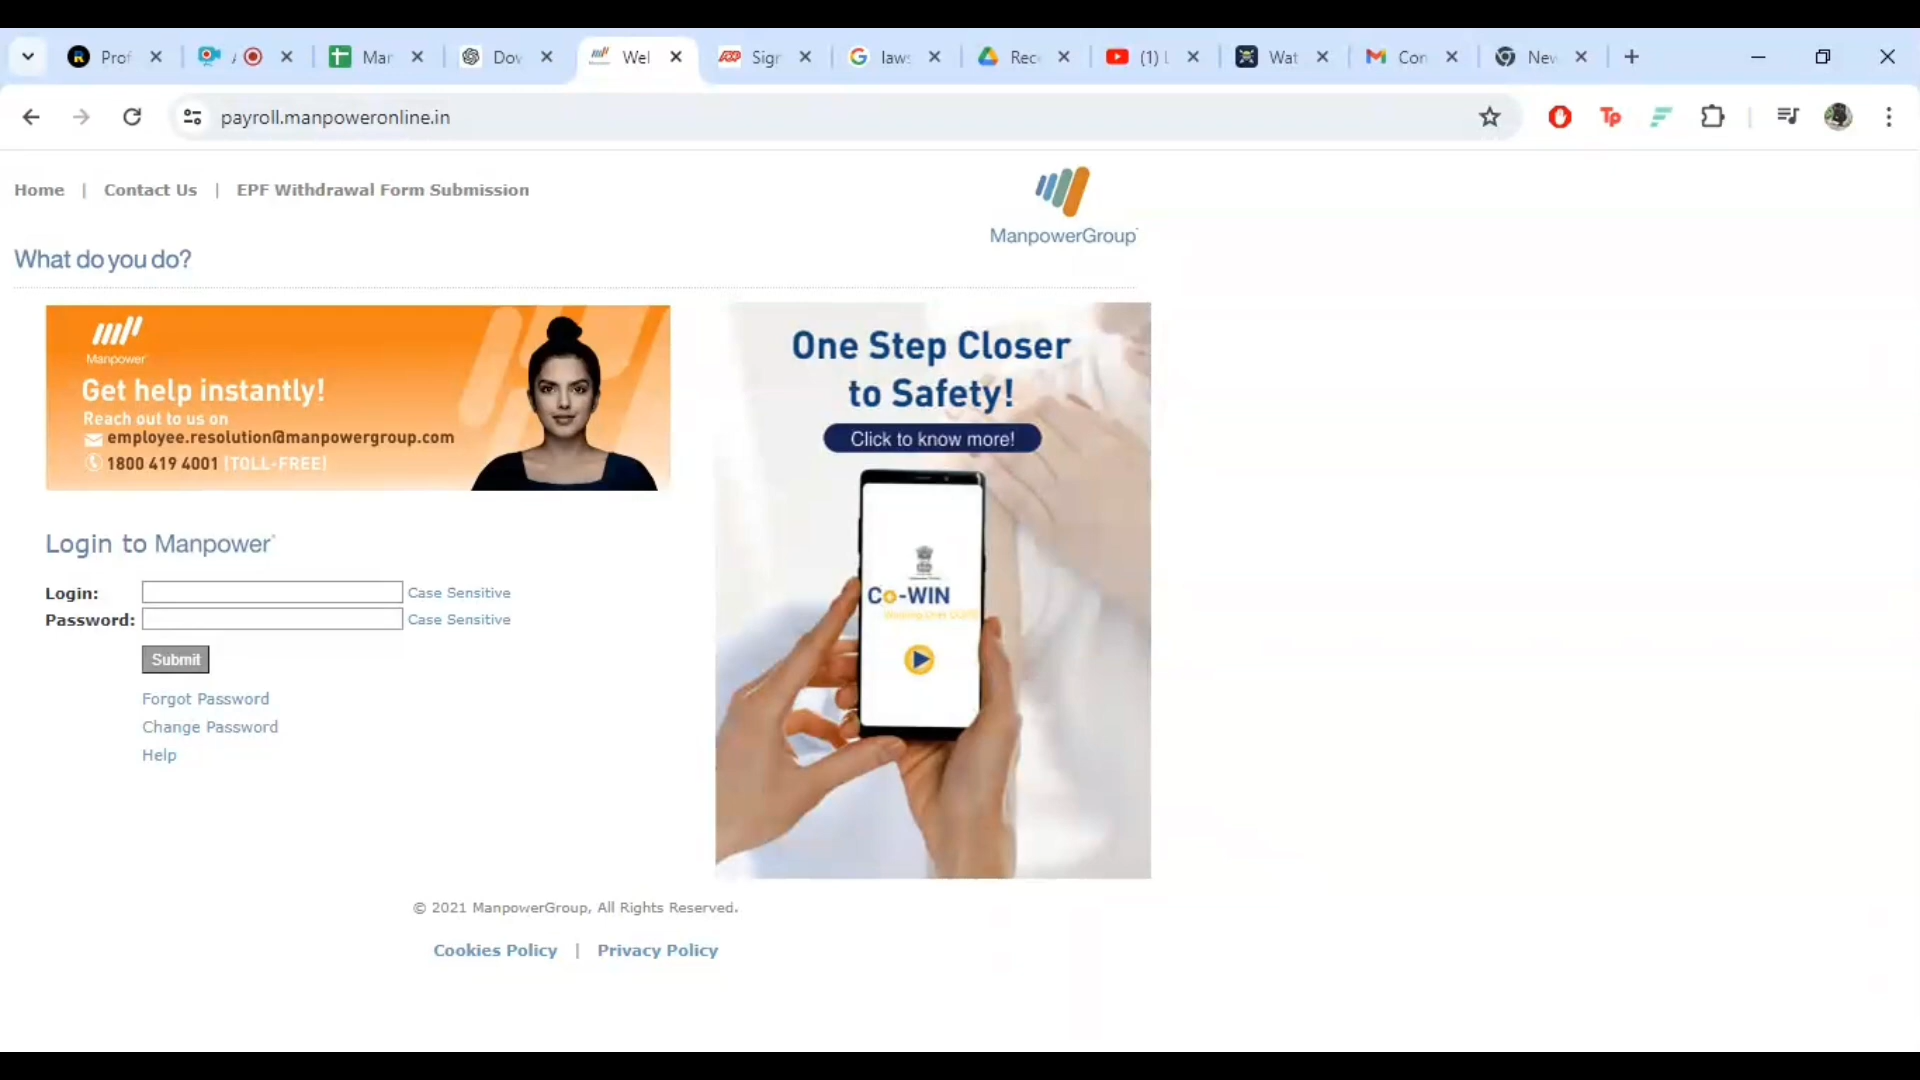 Prof
Mar
Dov
Wel
Sigr
law:
Rec
(1) L
Wat
Con
Nev
payroll.manpoweronline.in
Tp
Home | Contact Us | EPF Withdrawal Form Submission
ManpowerGroup
What do you do?
Manpower
Get help instantly!
Reach out to us on
employee.resolution@manpowergroup.com
1800 419 4001 (TOLL-FREE)
One Step Closer
to Safety!
Click to know more!
Co-WIN
Login to Manpower
Login: Case Sensitive
Password: Case Sensitive
Submit
Forgot Password
Change Password
Help
© 2021 ManpowerGroup, All Rights Reserved.
Cookies Policy | Privacy Policy